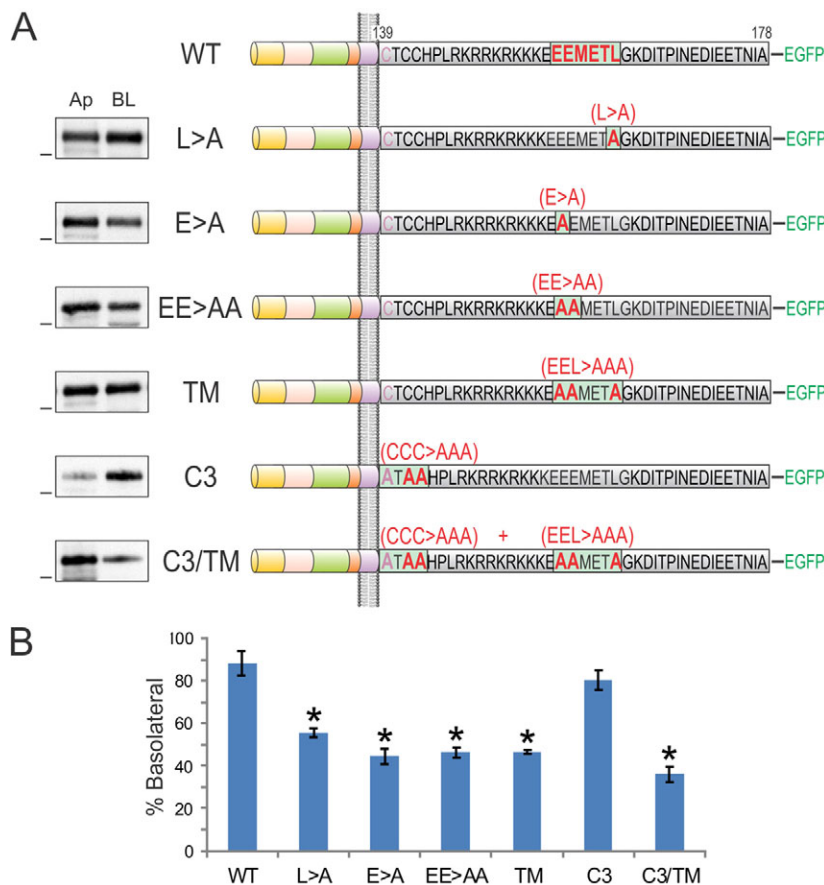 A
139 178
WT CTCCHPLRKRRKRKKKEEEMETLGKDITPINEDIEETNIA EGFP
Ap BL
(L>A)
L>A CTCCHPLRKRRKRKKKEEEMETAGKDITPINEDIEETNIA EGFP
(E>A)
E>A CTCCHPLRKRRKRKKKEAEMETLGKDITPINEDIEETNIA EGFP
(EE>AA)
EE>AA CTCCHPLRKRRKRKKKEAAMETLGKDITPINEDIEETNIA EGFP
(EEL>AAA)
TM CTCCHPLRKRRKRKKKEAAMETAGKDITPINEDIEETNIA EGFP
(CCC>AAA)
C3 ATAAHPLRKRRKRKKKEEEMETLGKDITPINEDIEETNIA EGFP
(CCC>AAA) + (EEL>AAA)
C3/TM ATAAHPLRKRRKRKKKEAAMETAGKDITPINEDIEETNIA EGFP
B
% Basolateral
100
80
60
40
20
0
* * * * *
WT L>A E>A EE>AA TM C3 C3/TM